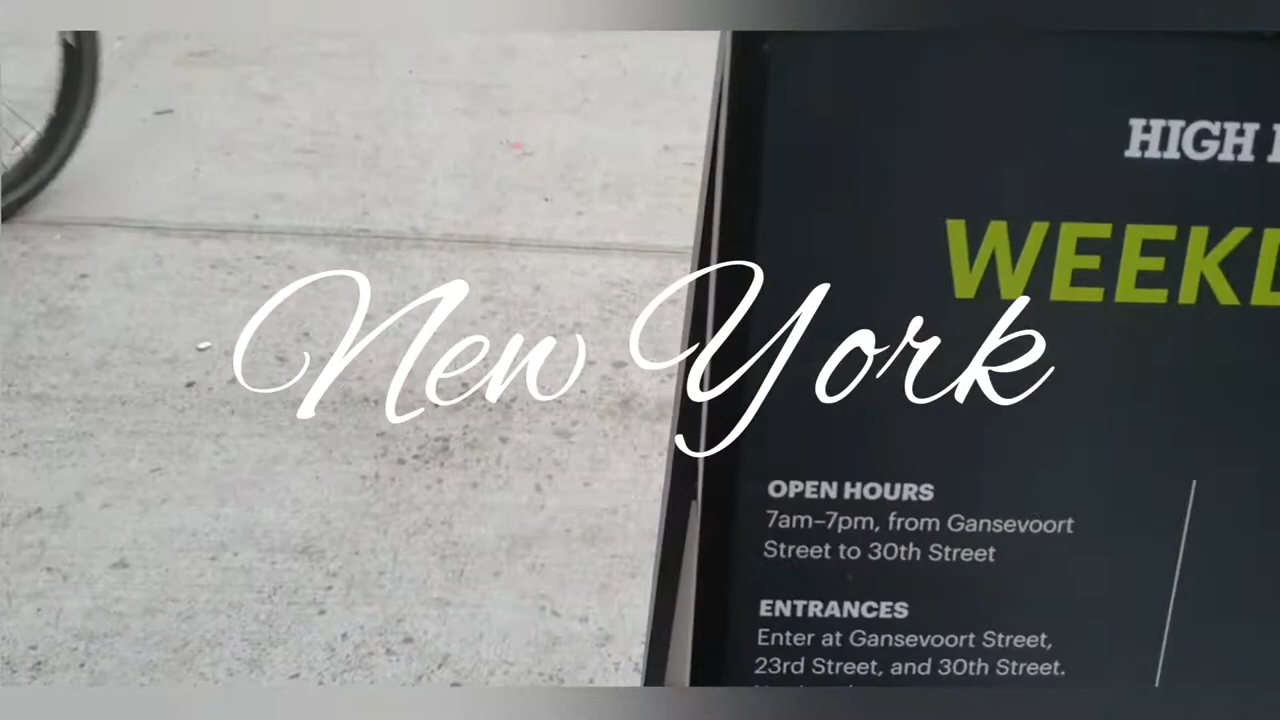 HIGH
New York
OPEN HOURS
7am–7pm, from Gansevoort
Street to 30th Street
ENTRANCES
Enter at Gansevoort Street,
23rd Street, and 30th Street.